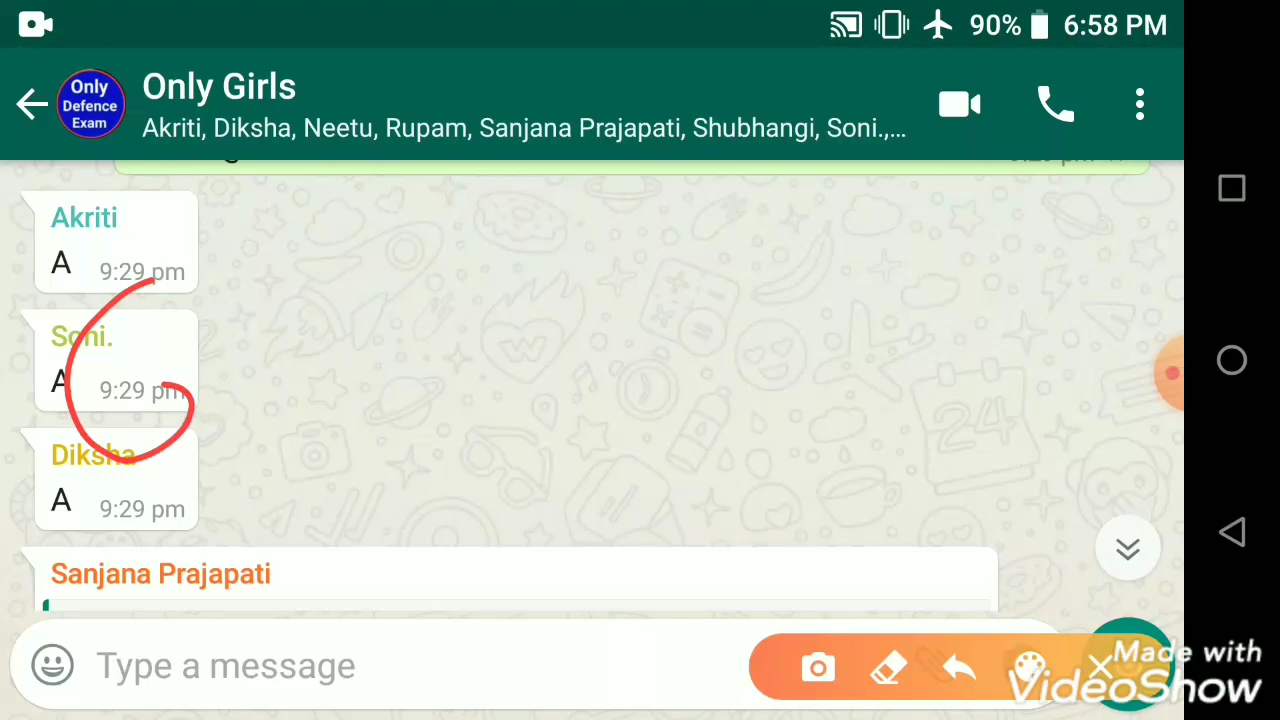 90% 6:58 PM
Only Defence Exam
Only Girls
Akriti, Diksha, Neetu, Rupam, Sanjana Prajapati, Shubhangi, Soni.,...
Akriti
A 9:29 pm
Soni.
A 9:29 pm
Diksha
A 9:29 pm
Sanjana Prajapati
Type a message
Made with
VideoShow